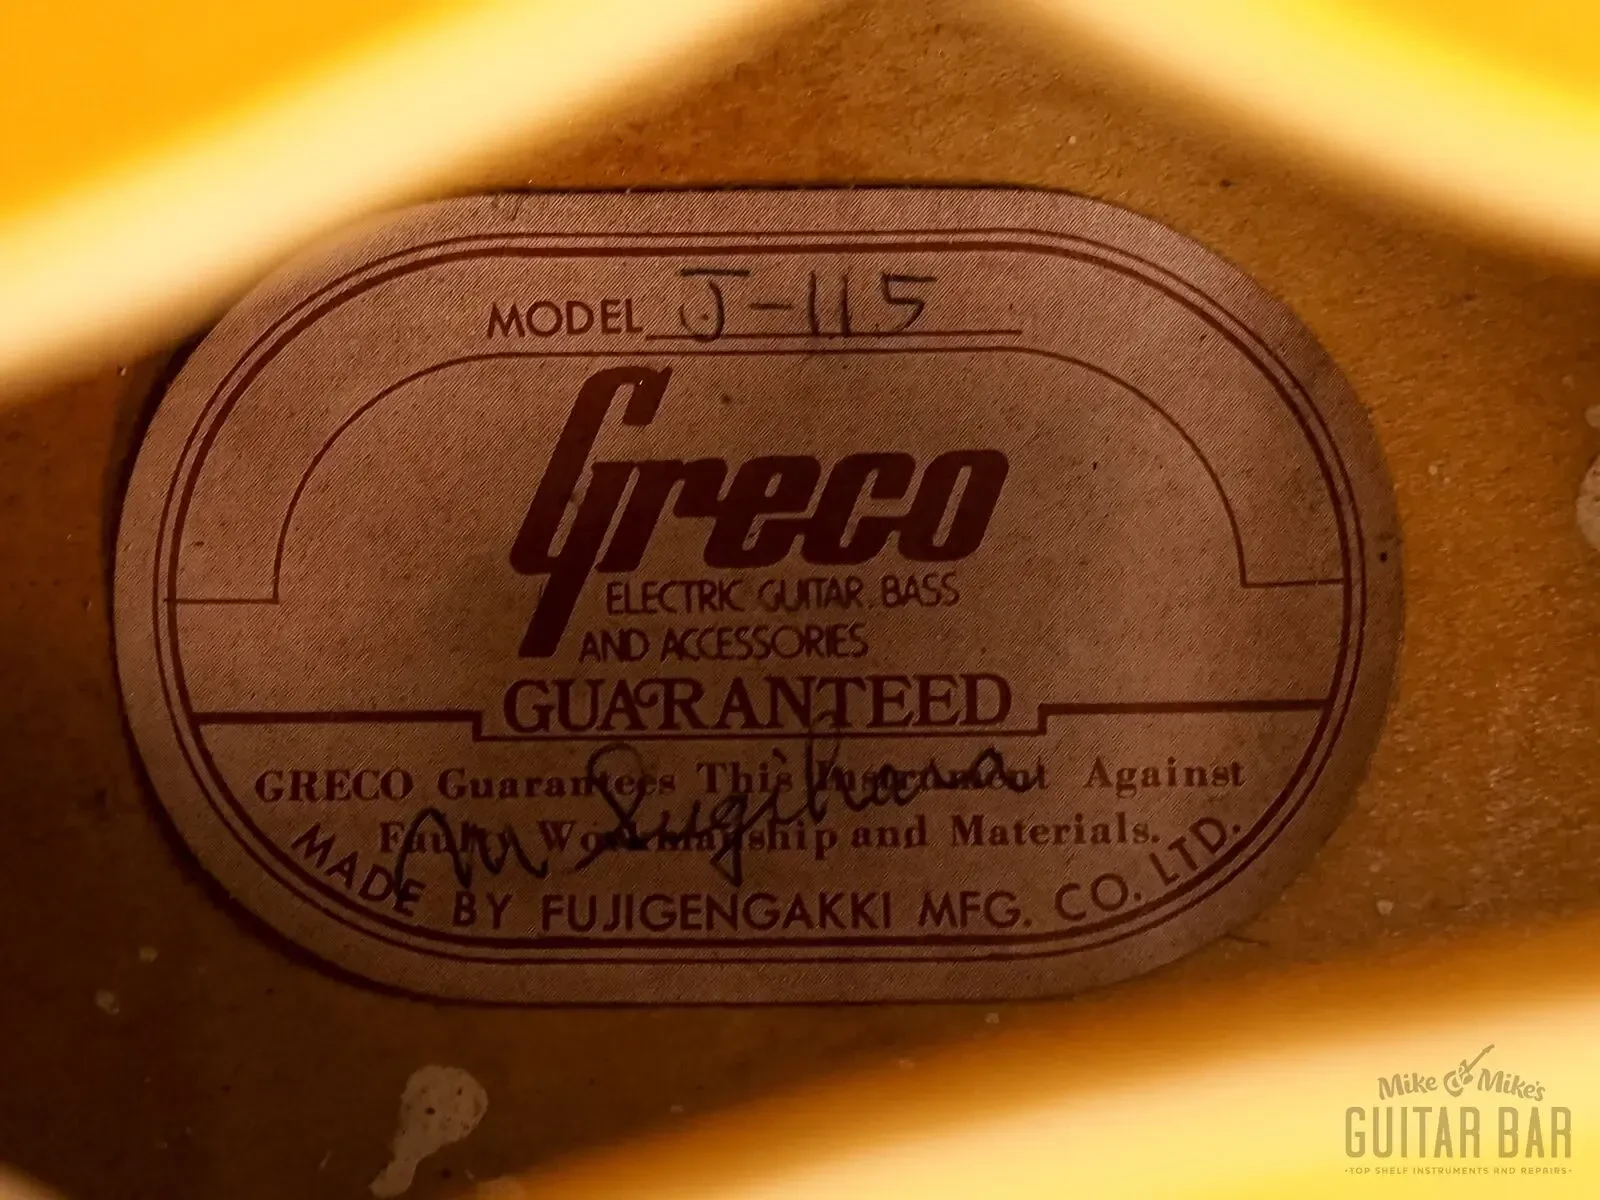 MODEL J-115
Greco
ELECTRIC GUITAR, BASS
AND ACCESSORIES
GUARANTEED
GRECO Guarantees This Instrument Against
Faulty Workmanship and Materials.
M Sugihara
MADE BY FUJIGENGAKKI MFG. CO. LTD.
Mike & Mike's
GUITAR BAR
·TOP SHELF INSTRUMENTS AND REPAIRS·